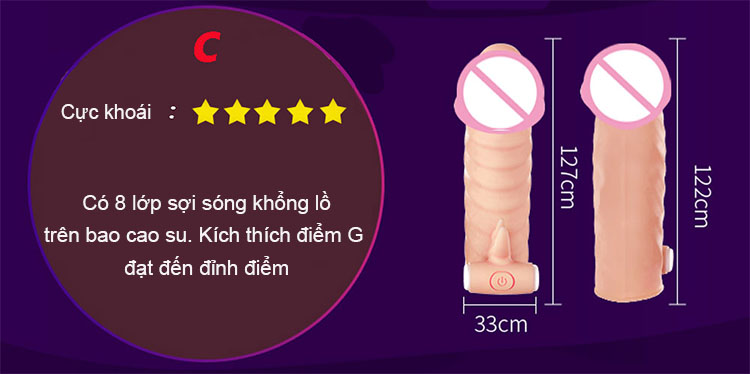 C
Cực khoái : ★★★★★
Có 8 lớp sợi sóng khổng lồ
trên bao cao su. Kích thích điểm G
đạt đến đỉnh điểm
127cm
122cm
33cm